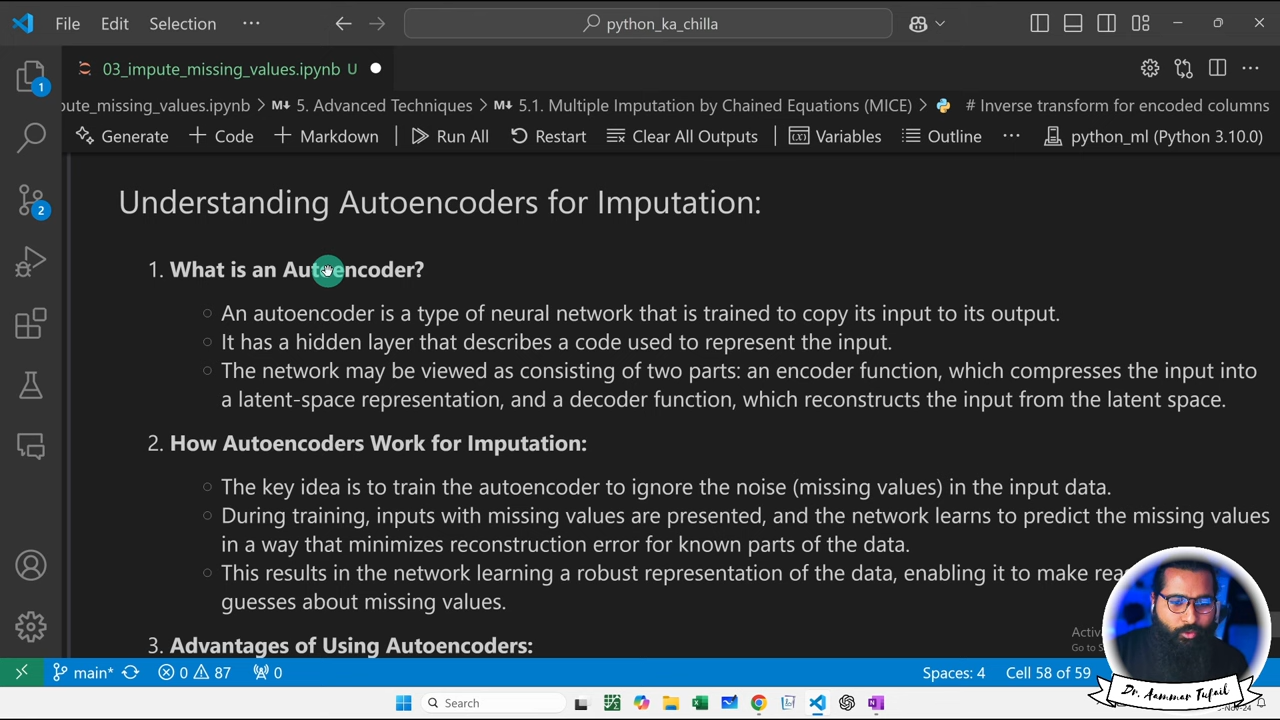 File Edit Selection ··· python_ka_chilla
03_impute_missing_values.ipynb U
pute_missing_values.ipynb > 5. Advanced Techniques > 5.1. Multiple Imputation by Chained Equations (MICE) > # Inverse transform for encoded columns
Generate + Code + Markdown Run All Restart Clear All Outputs Variables Outline ··· python_ml (Python 3.10.0)
Understanding Autoencoders for Imputation:
1. What is an Autoencoder?
An autoencoder is a type of neural network that is trained to copy its input to its output.
It has a hidden layer that describes a code used to represent the input.
The network may be viewed as consisting of two parts: an encoder function, which compresses the input into
a latent-space representation, and a decoder function, which reconstructs the input from the latent space.
2. How Autoencoders Work for Imputation:
The key idea is to train the autoencoder to ignore the noise (missing values) in the input data.
During training, inputs with missing values are presented, and the network learns to predict the missing values
in a way that minimizes reconstruction error for known parts of the data.
This results in the network learning a robust representation of the data, enabling it to make rea
guesses about missing values.
3. Advantages of Using Autoencoders:
1
2
Activ
Go to S
Dr. Aammar Tufail
main* 0 87 0 Spaces: 4 Cell 58 of 59
Search